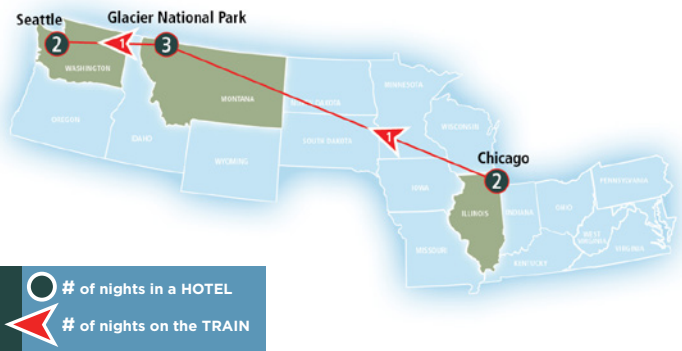 Seattle
Glacier National Park
2
1
3
WASHINGTON
MONTANA
NORTH DAKOTA
MINNESOTA
OREGON
IDAHO
SOUTH DAKOTA
1
WISCONSIN
WYOMING
Chicago
2
IOWA
ILLINOIS
INDIANA
OHIO
PENNSYLVANIA
WEST
VIRGINIA
VIRGINIA
MISSOURI
KENTUCKY
# of nights in a HOTEL
# of nights on the TRAIN